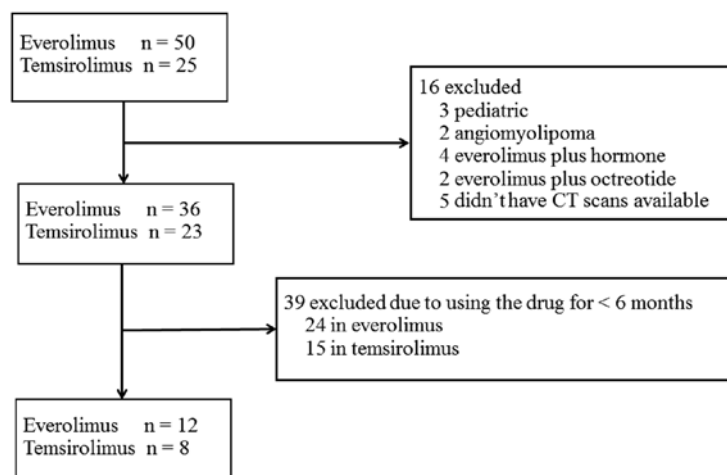 Everolimus n = 50
Temsirolimus n = 25
16 excluded
3 pediatric
2 angiomyolipoma
4 everolimus plus hormone
2 everolimus plus octreotide
5 didn't have CT scans available
Everolimus n = 36
Temsirolimus n = 23
39 excluded due to using the drug for < 6 months
24 in everolimus
15 in temsirolimus
Everolimus n = 12
Temsirolimus n = 8